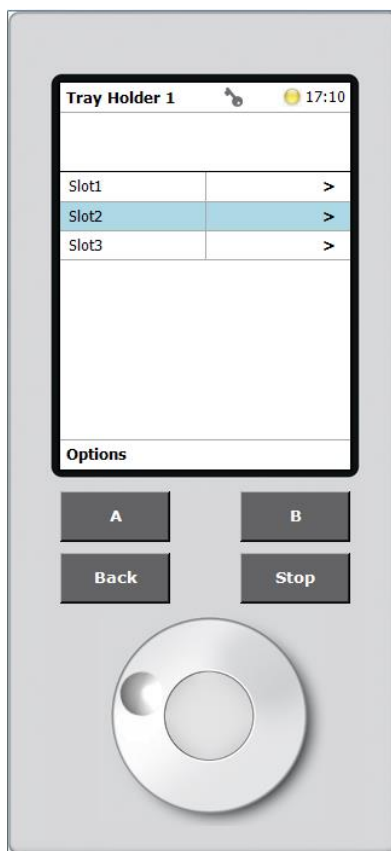 Tray Holder 1 17:10
Slot1 >
Slot2 >
Slot3 >
Options
A B
Back Stop